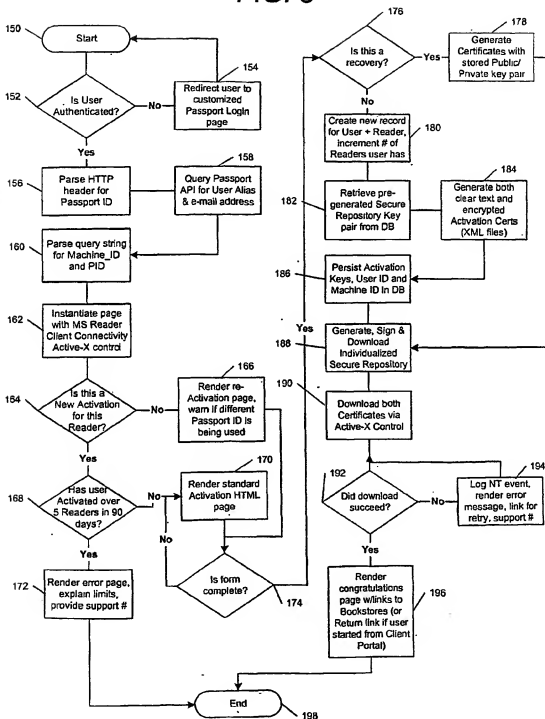 150
Start
154
Redirect user to
customized
Passport Login
page
152
Is User
Authenticated?
No
Yes
156
Parse HTTP
header for
Passport ID
158
Query Passport
API for User Alias
& e-mail address
160
Parse query string
for Machine_ID
and PID
162
Instantiate page
with MS Reader
Client Connectivity
Active-X control
164
Is this a
New Activation for
this Reader?
No
Yes
166
Render re-
Activation page,
warn if different
Passport ID is
being used
168
Has user
Activated over
5 Readers in 90
days?
No
Yes
170
Render standard
Activation HTML
page
No
Is form
complete?
174
Yes
172
Render error page,
explain limits,
provide support #
176
Is this a
recovery?
Yes
No
178
Generate
Certificates with
stored Public/
Private key pair
Create new record
for User + Reader,
increment # of
Readers user has
180
182
Retrieve pre-
generated Secure
Repository Key
pair from DB
184
Generate both
clear text and
encrypted
Activation Certs
(XML files)
186
Persist Activation
Keys, User ID and
Machine ID in DB
188
Generate, Sign &
Download
Individualized
Secure Repository
190
Download both
Certificates via
Active-X Control
192
Did download
succeed?
No
Yes
194
Log NT event,
render error
message, link for
retry, support #
Render
congratulations
page w/links to
Bookstores (or
Return link if user
started from Client
Portal)
196
End
198